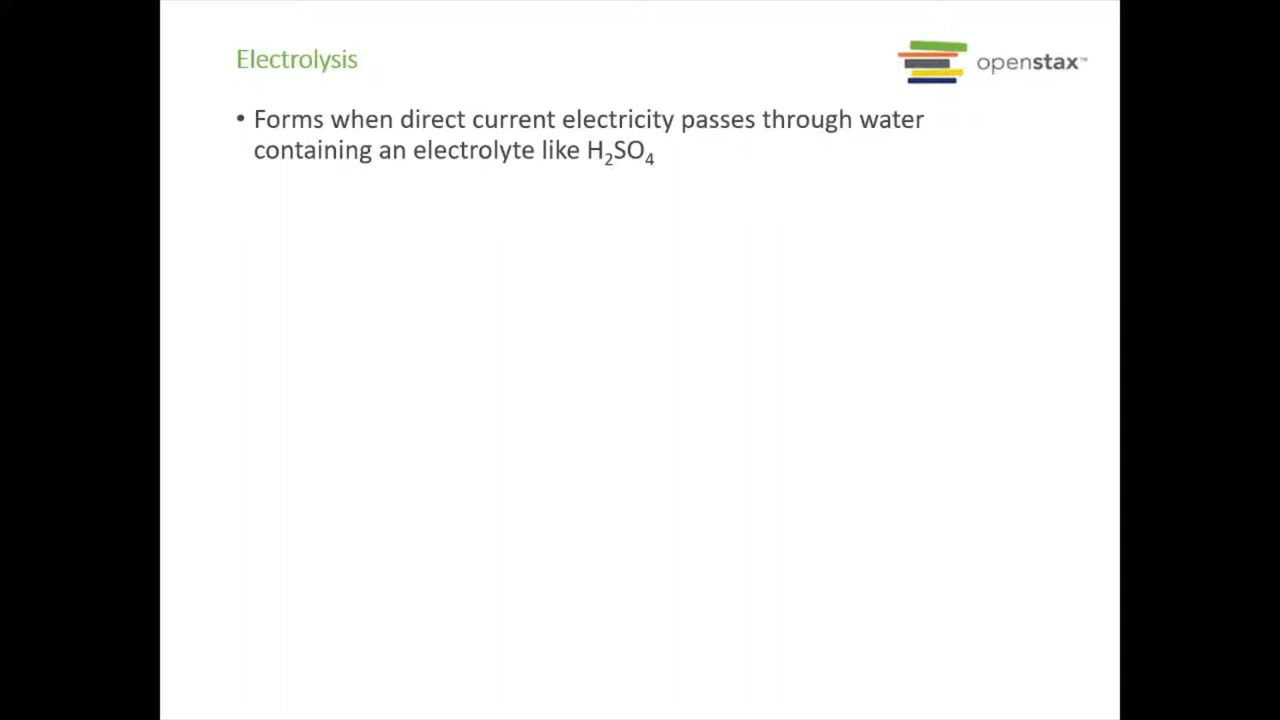 Electrolysis
openstax™
• Forms when direct current electricity passes through water
containing an electrolyte like H₂SO₄